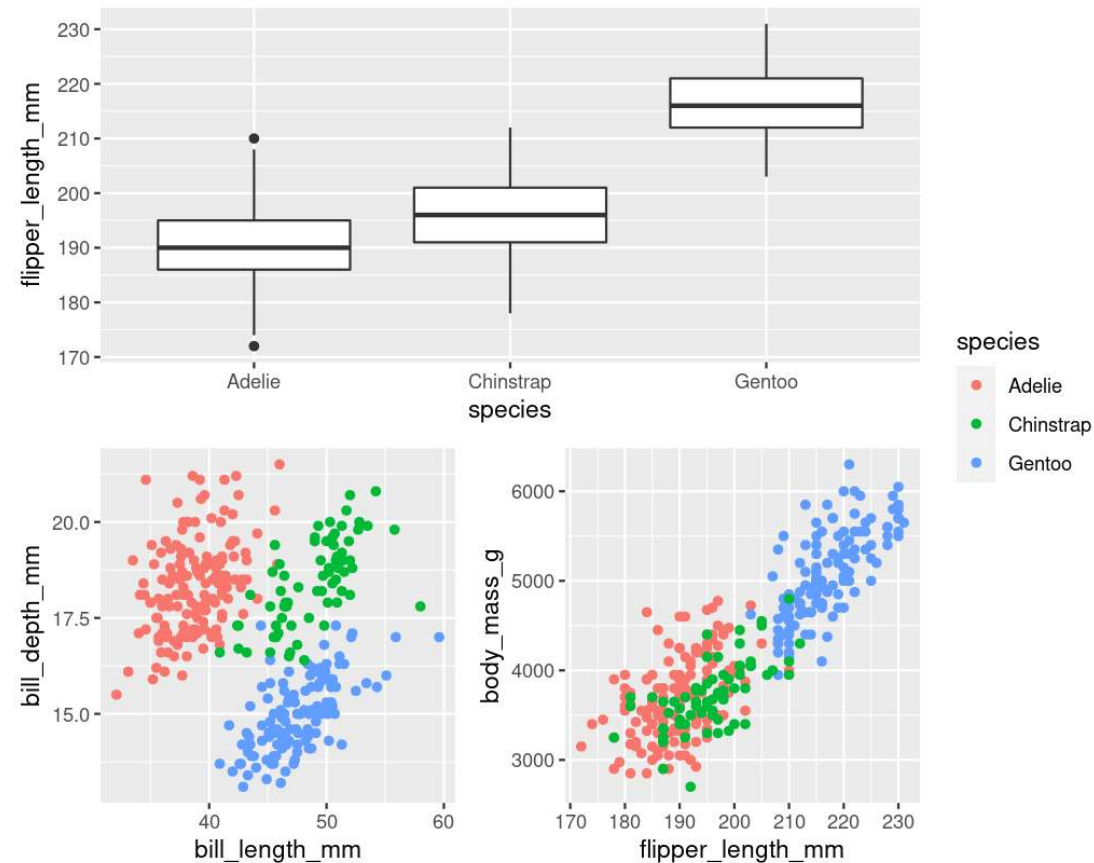 flipper_length_mm
230
220
210
200
190
180
170
Adelie
Chinstrap
Gentoo
species
species
Adelie
Chinstrap
Gentoo
bill_depth_mm
20.0
17.5
15.0
40
50
60
bill_length_mm
body_mass_g
6000
5000
4000
3000
170
180
190
200
210
220
230
flipper_length_mm